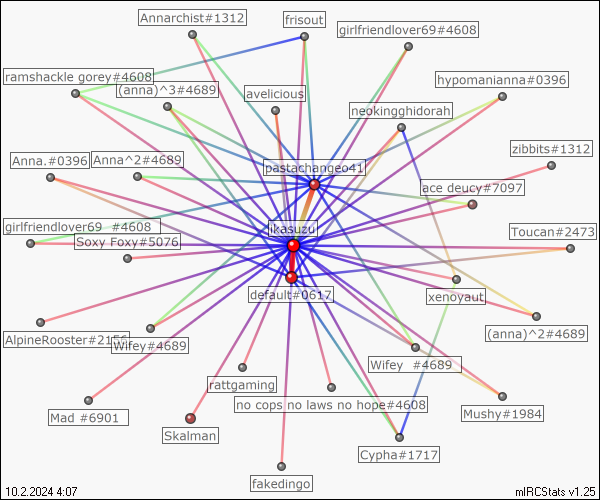 Annarchist#1312
frisout
girlfriendlover69#4608
ramshackle gorey#4608
(anna)^3#4689
avelicious
hypomanianna#0396
neokingghidorah
zibbits#1312
Anna.#0396
Anna^2#4689
pastachangeo41
ace deucy#7097
girlfriendlover69 #4608
Soxy Foxy#5076
ikasuzu
Toucan#2473
default#0617
xenoyaut
AlpineRooster#2156
Wifey#4689
(anna)^2#4689
Wifey #4689
rattgaming
no cops no laws no hope#4608
Mad #6901
Mushy#1984
Skalman
Cypha#1717
fakedingo
10.2.2024 4:07
mIRCStats v1.25